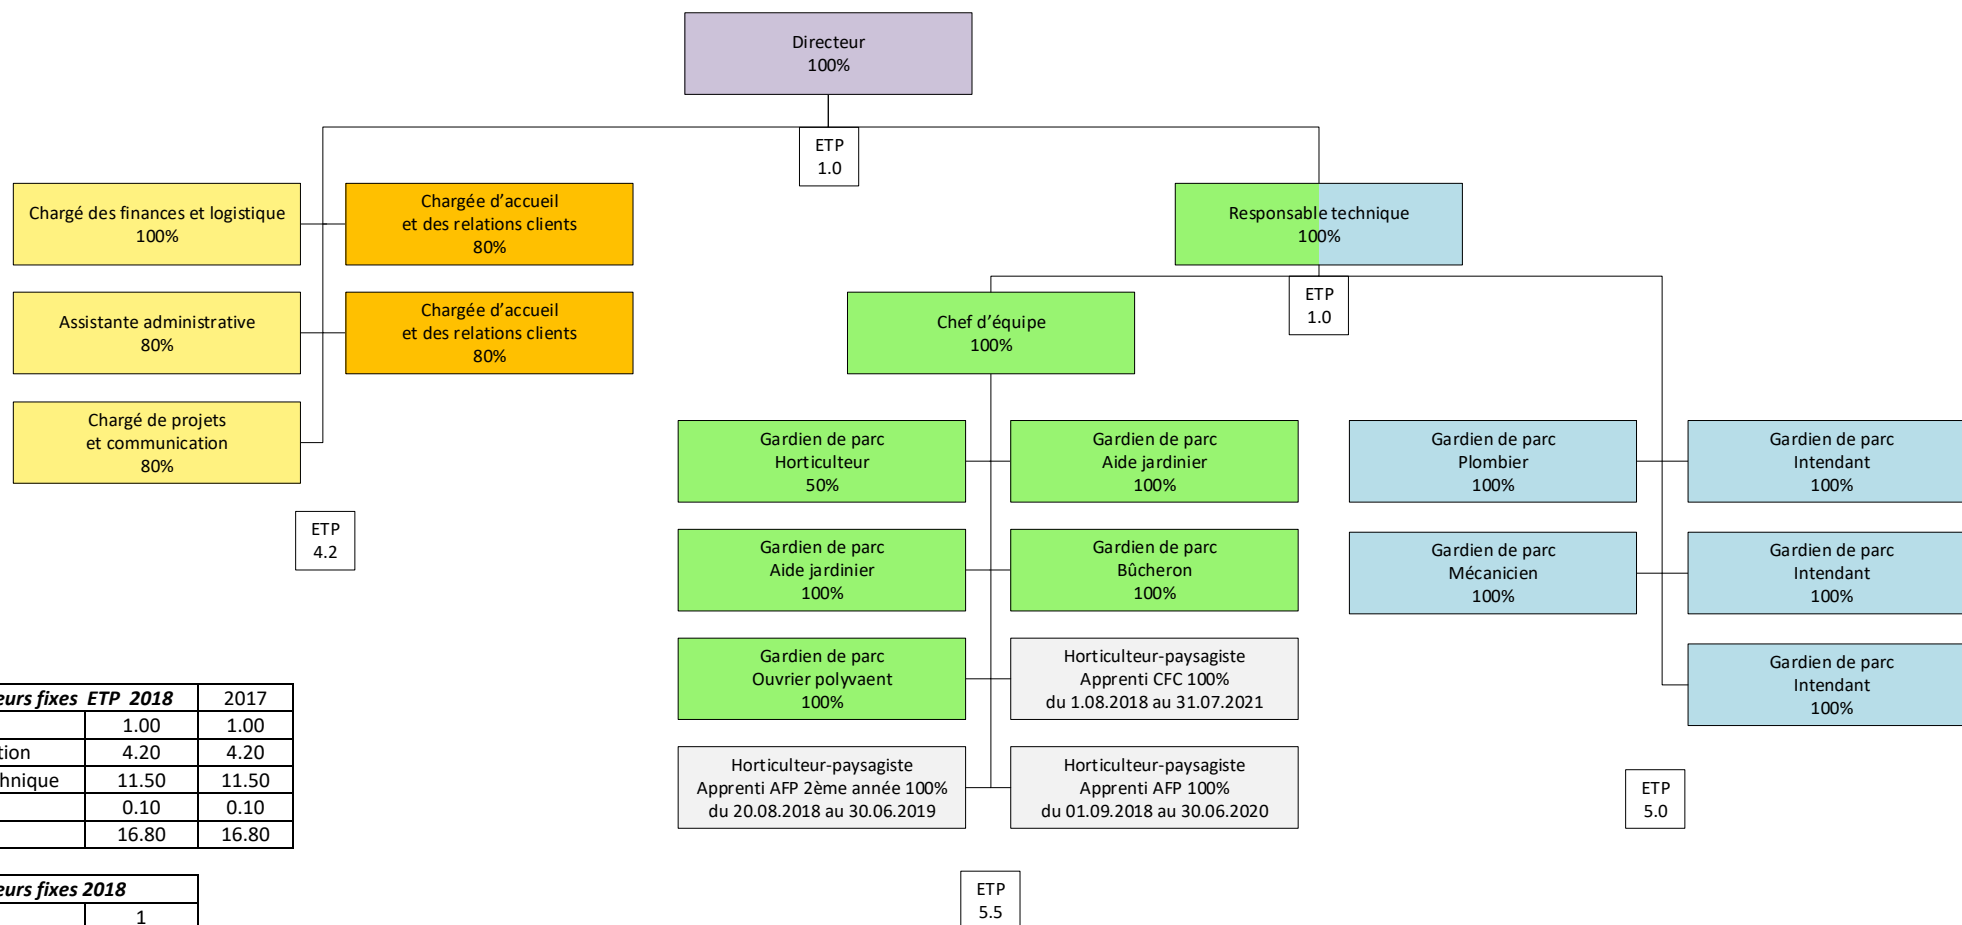 Directeur
100%
ETP
1.0
Chargé des finances et logistique
100%
Chargée d’accueil
et des relations clients
80%
Responsable technique
100%
Assistante administrative
80%
Chargée d’accueil
et des relations clients
80%
ETP
1.0
Chef d’équipe
100%
Chargé de projets
et communication
80%
ETP
4.2
Gardien de parc
Horticulteur
50%
Gardien de parc
Aide jardinier
100%
Gardien de parc
Plombier
100%
Gardien de parc
Intendant
100%
Gardien de parc
Aide jardinier
100%
Gardien de parc
Bûcheron
100%
Gardien de parc
Mécanicien
100%
Gardien de parc
Intendant
100%
Gardien de parc
Ouvrier polyvaent
100%
Horticulteur-paysagiste
Apprenti CFC 100%
du 1.08.2018 au 31.07.2021
Gardien de parc
Intendant
100%
Horticulteur-paysagiste
Apprenti AFP 2ème année 100%
du 20.08.2018 au 30.06.2019
Horticulteur-paysagiste
Apprenti AFP 100%
du 01.09.2018 au 30.06.2020
ETP
5.0
ETP
5.5
eurs fixes ETP 2018 2017
1.00 1.00
tion 4.20 4.20
chnique 11.50 11.50
0.10 0.10
16.80 16.80
eurs fixes 2018
1